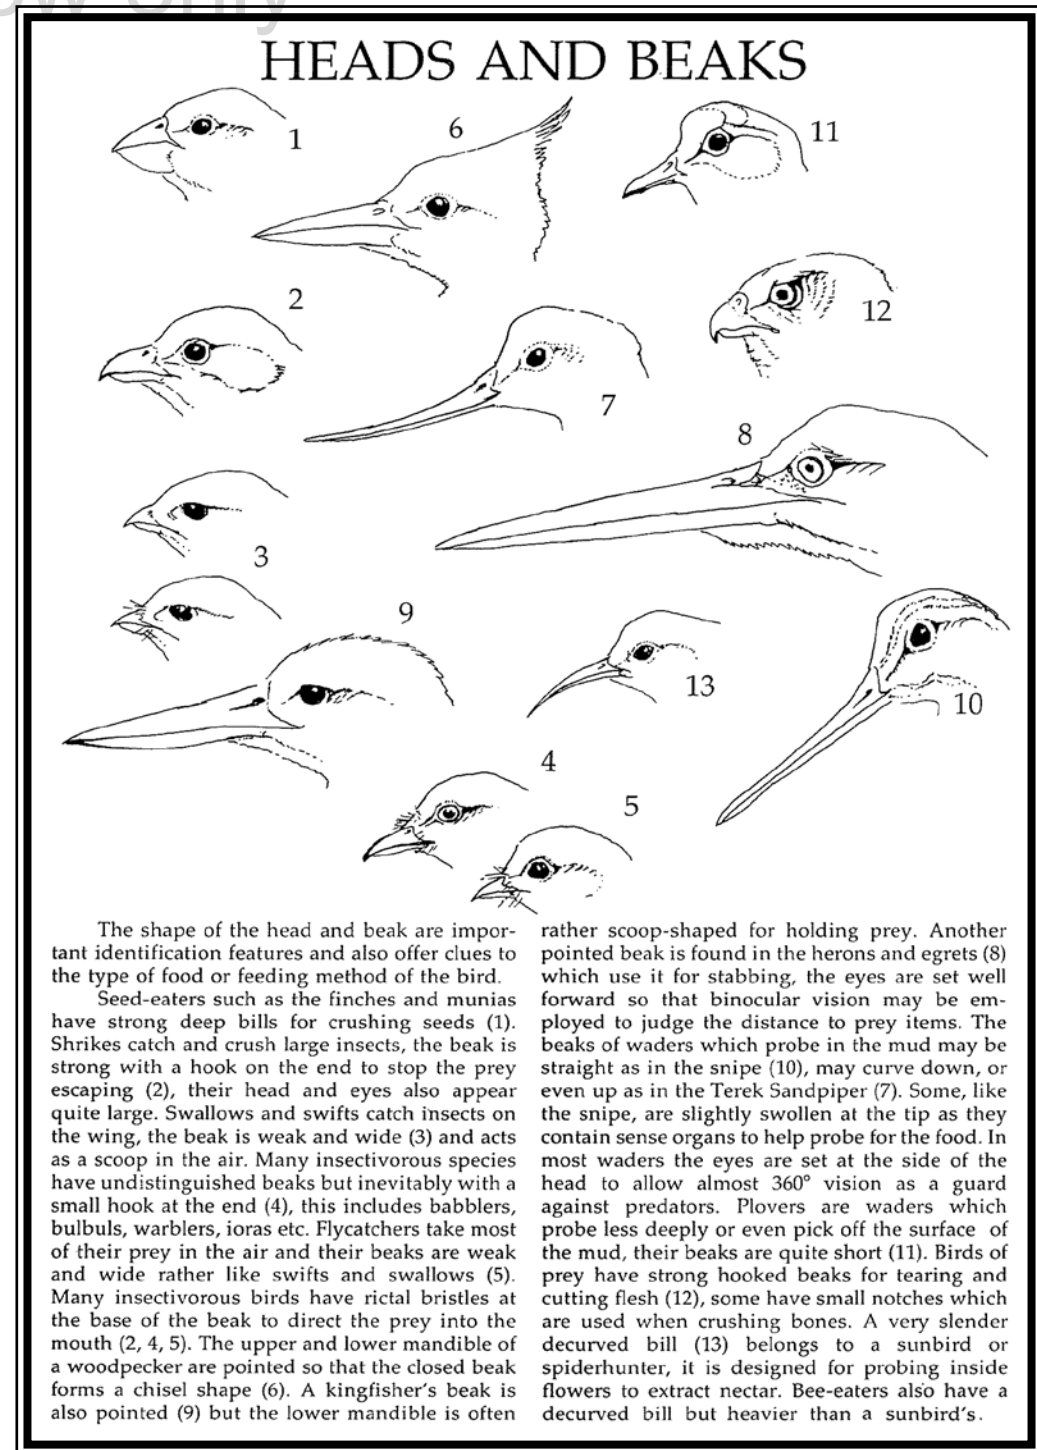 HEADS AND BEAKS
1
6
11
2
12
7
8
3
9
13
10
4
5
The shape of the head and beak are impor-
tant identification features and also offer clues to
the type of food or feeding method of the bird.
Seed-eaters such as the finches and munias
have strong deep bills for crushing seeds (1).
Shrikes catch and crush large insects, the beak is
strong with a hook on the end to stop the prey
escaping (2), their head and eyes also appear
quite large. Swallows and swifts catch insects on
the wing, the beak is weak and wide (3) and acts
as a scoop in the air. Many insectivorous species
have undistinguished beaks but inevitably with a
small hook at the end (4), this includes babblers,
bulbuls, warblers, ioras etc. Flycatchers take most
of their prey in the air and their beaks are weak
and wide rather like swifts and swallows (5).
Many insectivorous birds have rictal bristles at
the base of the beak to direct the prey into the
mouth (2, 4, 5). The upper and lower mandible of
a woodpecker are pointed so that the closed beak
forms a chisel shape (6). A kingfisher's beak is
also pointed (9) but the lower mandible is often
rather scoop-shaped for holding prey. Another
pointed beak is found in the herons and egrets (8)
which use it for stabbing, the eyes are set well
forward so that binocular vision may be em-
ployed to judge the distance to prey items. The
beaks of waders which probe in the mud may be
straight as in the snipe (10), may curve down, or
even up as in the Terek Sandpiper (7). Some, like
the snipe, are slightly swollen at the tip as they
contain sense organs to help probe for the food. In
most waders the eyes are set at the side of the
head to allow almost 360° vision as a guard
against predators. Plovers are waders which
probe less deeply or even pick off the surface of
the mud, their beaks are quite short (11). Birds of
prey have strong hooked beaks for tearing and
cutting flesh (12), some have small notches which
are used when crushing bones. A very slender
decurved bill (13) belongs to a sunbird or
spiderhunter, it is designed for probing inside
flowers to extract nectar. Bee-eaters also have a
decurved bill but heavier than a sunbird's.